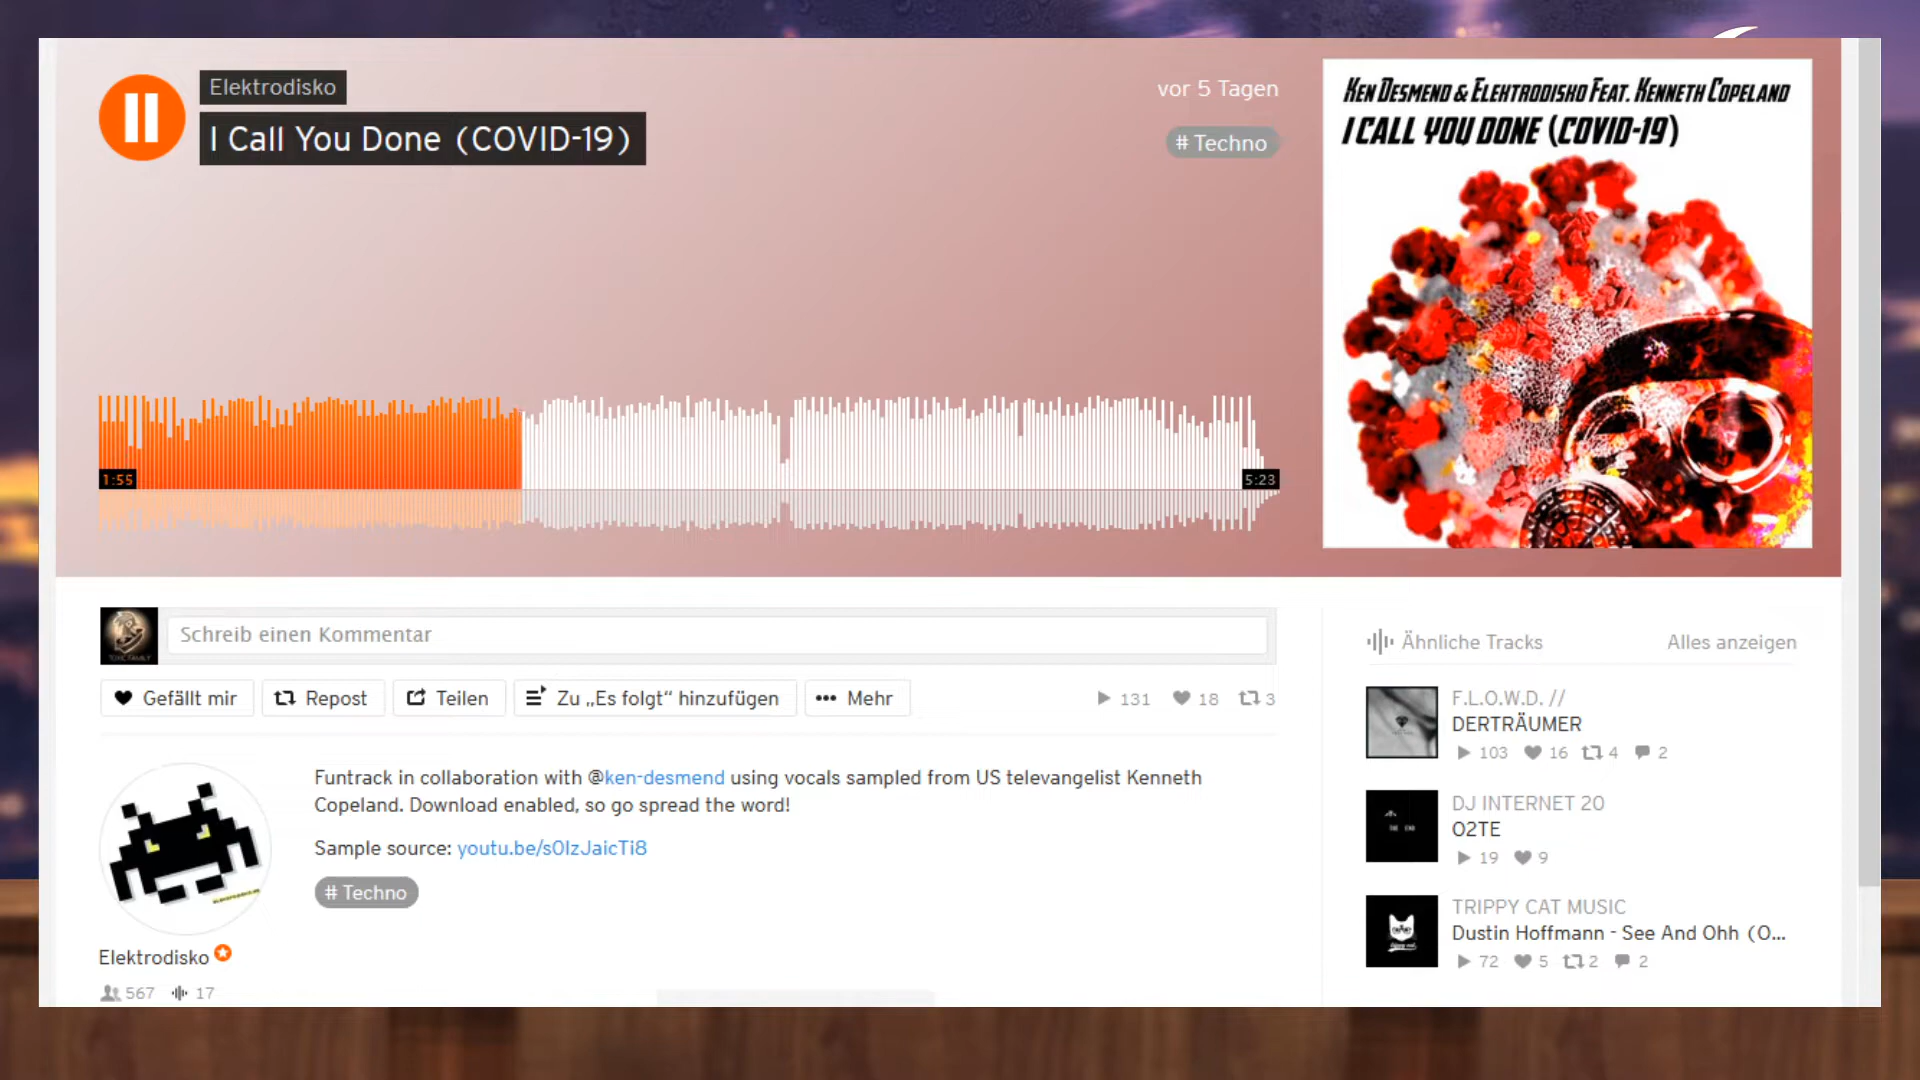 Elektrodisko
I Call You Done (COVID-19)
vor 5 Tagen
# Techno
KEN DESMEND & ELEKTRODISKO FEAT. KENNETH COPELAND
I CALL YOU DONE (COVID-19)
1:55
5:23
Schreib einen Kommentar
Gefällt mir
Repost
Teilen
Zu „Es folgt“ hinzufügen
Mehr
131
18
3
Funtrack in collaboration with @ken-desmend using vocals sampled from US televangelist Kenneth
Copeland. Download enabled, so go spread the word!
Sample source: youtu.be/s0IzJaicTi8
# Techno
Elektrodisko
567
17
Ähnliche Tracks
Alles anzeigen
F.L.O.W.D. //
DERTRÄUMER
103
16
4
2
DJ INTERNET 20
O2TE
19
9
TRIPPY CAT MUSIC
Dustin Hoffmann - See And Ohh (O...
72
5
2
2